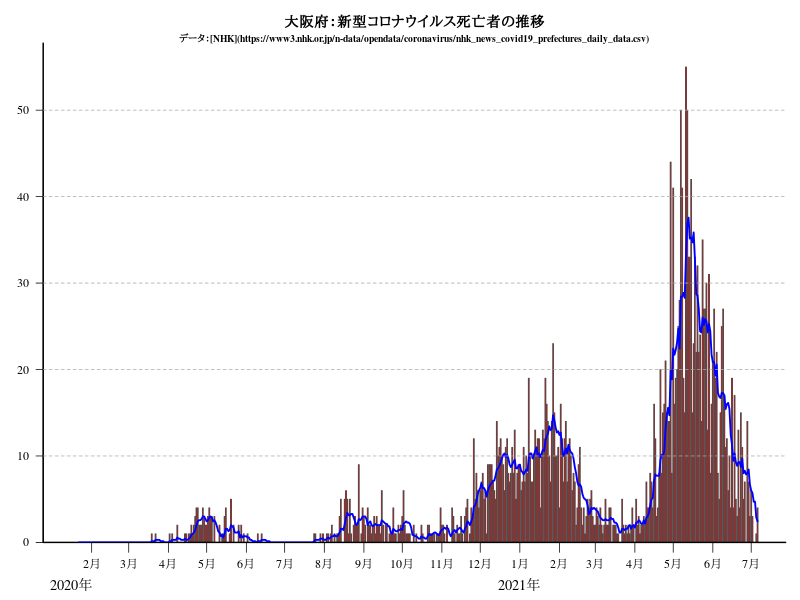 大阪府：新型コロナウイルス死亡者の推移
データ：[NHK](https://www3.nhk.or.jp/n-data/opendata/coronavirus/nhk_news_covid19_prefectures_daily_data.csv)
50
40
30
20
10
0
2月 3月 4月 5月 6月 7月 8月 9月 10月 11月 12月 1月 2月 3月 4月 5月 6月 7月
2020年 2021年